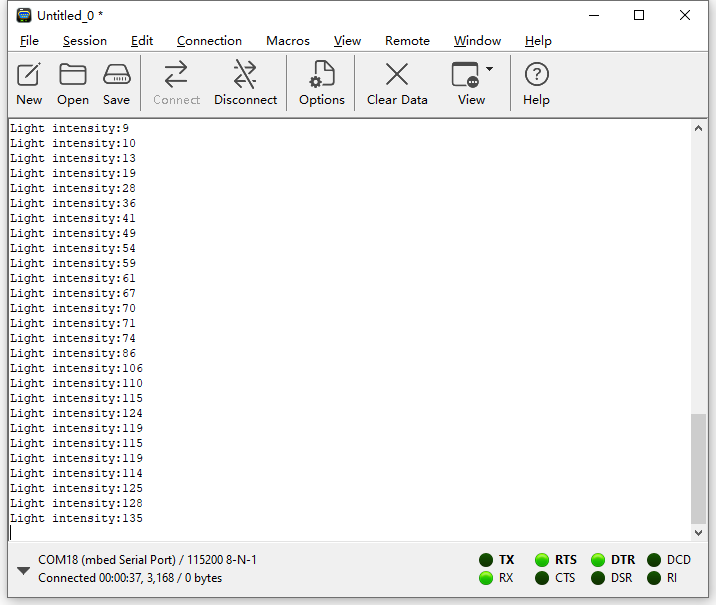 Untitled_0 *
File Session Edit Connection Macros View Remote Window Help
New Open Save Connect Disconnect Options Clear Data View Help
Light intensity:9
Light intensity:10
Light intensity:13
Light intensity:19
Light intensity:28
Light intensity:36
Light intensity:41
Light intensity:49
Light intensity:54
Light intensity:59
Light intensity:61
Light intensity:67
Light intensity:70
Light intensity:71
Light intensity:74
Light intensity:86
Light intensity:106
Light intensity:110
Light intensity:115
Light intensity:124
Light intensity:119
Light intensity:115
Light intensity:119
Light intensity:114
Light intensity:125
Light intensity:128
Light intensity:135
COM18 (mbed Serial Port) / 115200 8-N-1 TX RTS DTR DCD
Connected 00:00:37, 3,168 / 0 bytes RX CTS DSR RI